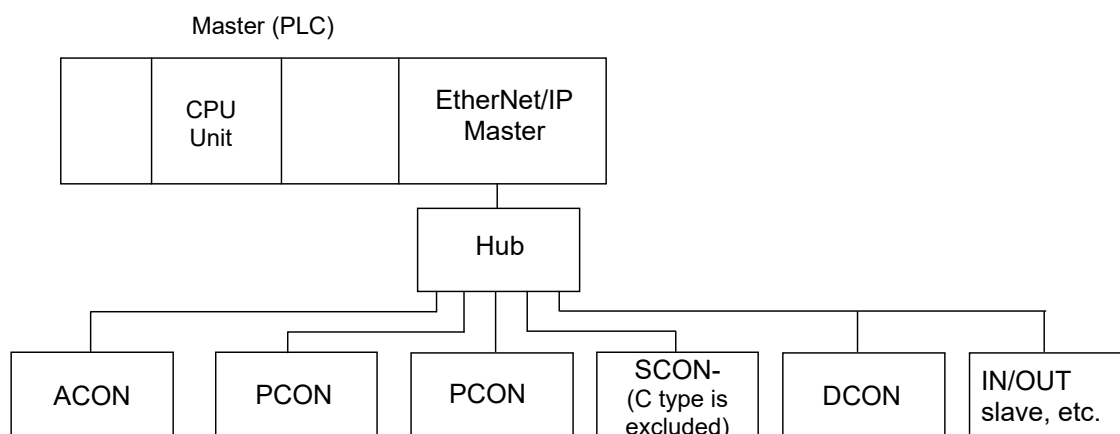 Master (PLC)
CPU
Unit
EtherNet/IP
Master
Hub
ACON
PCON
PCON
SCON-
(C type is
excluded)
DCON
IN/OUT
slave, etc.